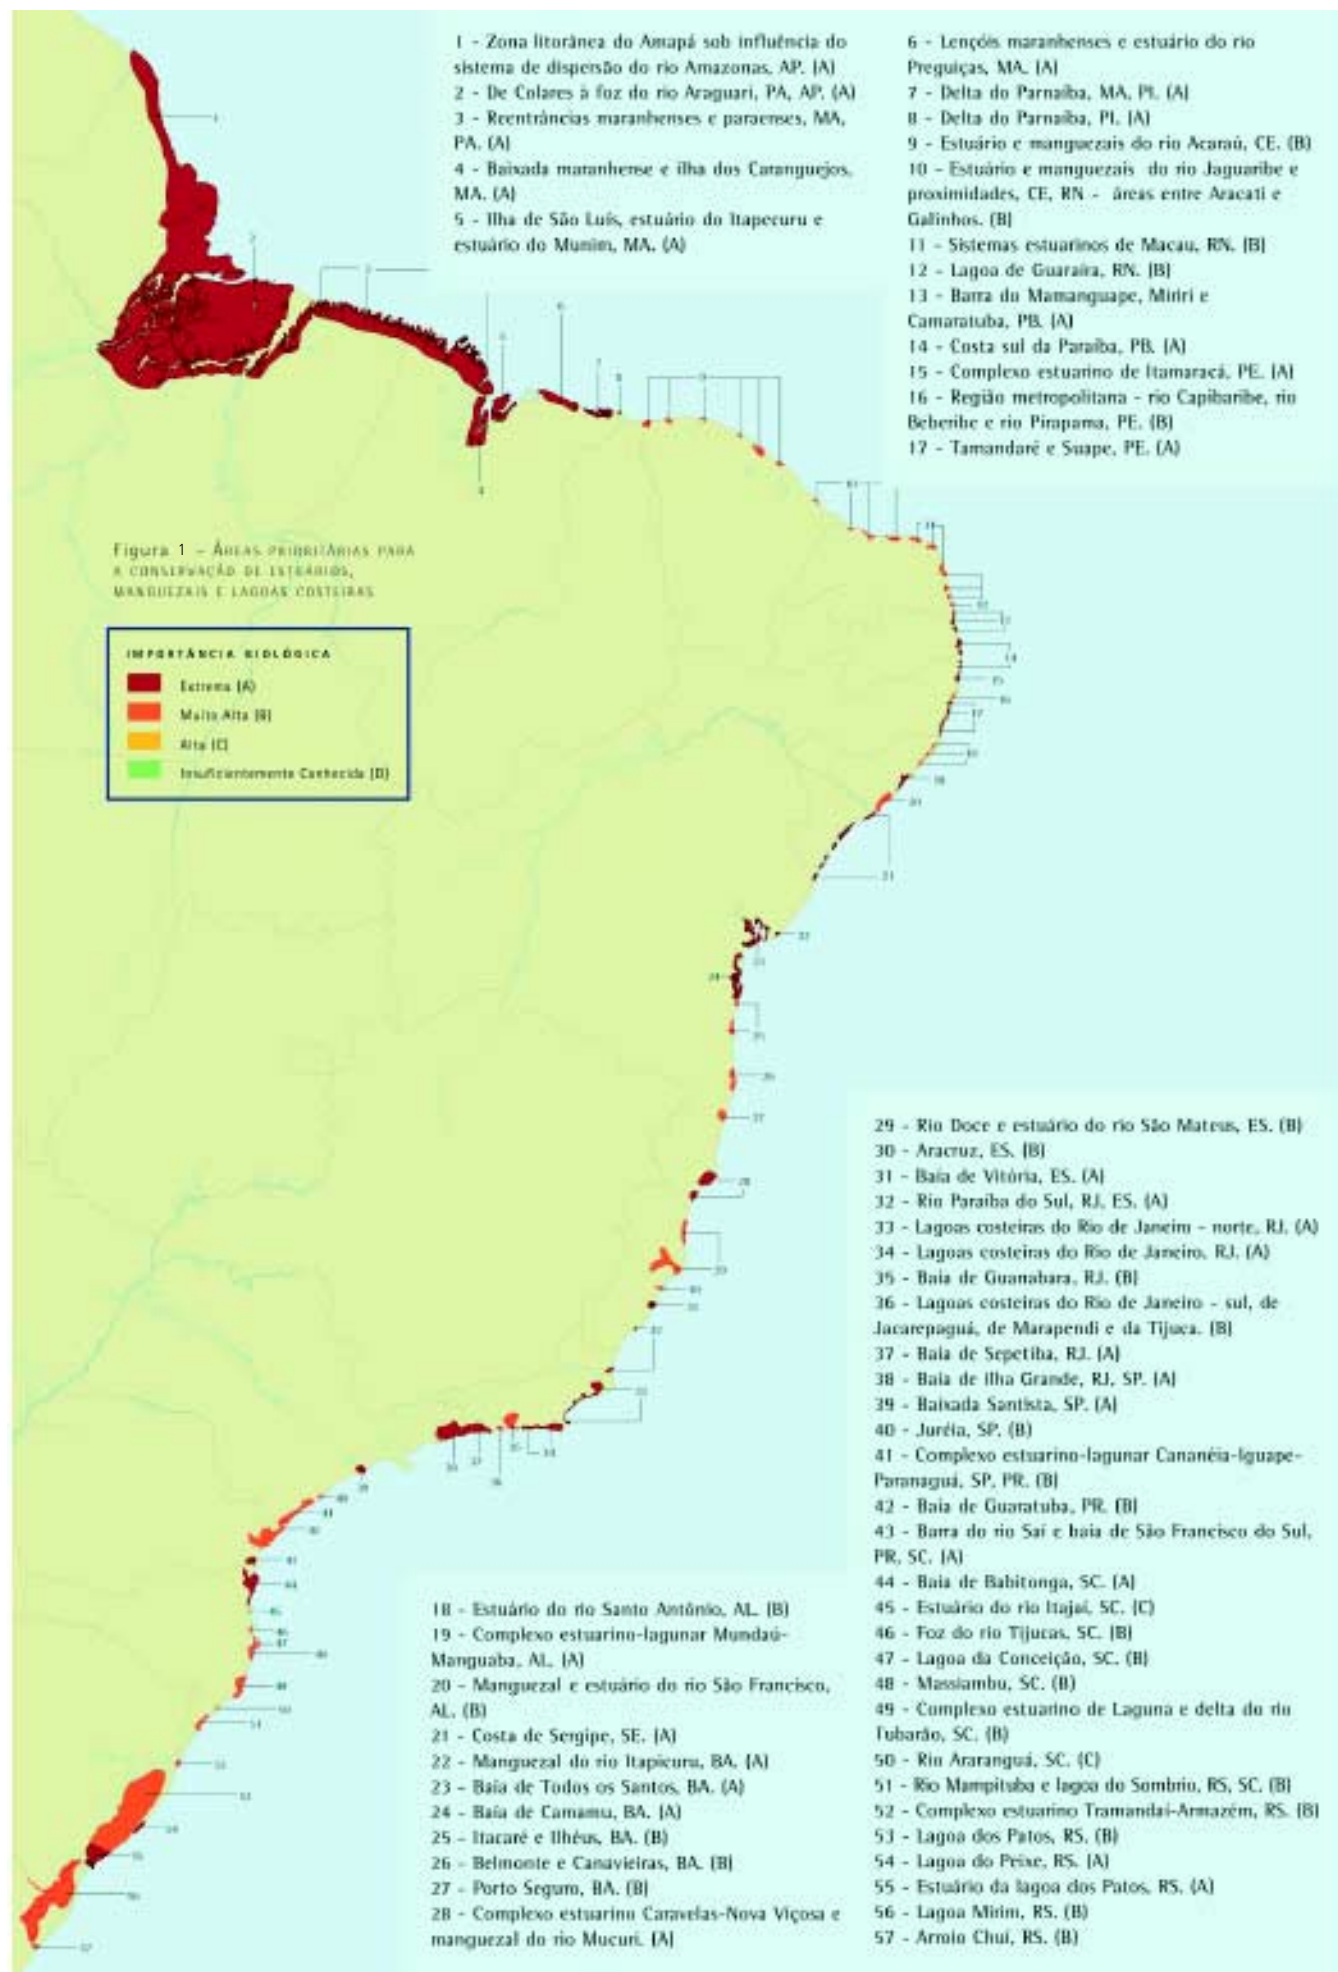 1 - Zona litorânea do Amapá sob influência do
sistema de dispersão do rio Amazonas, AP. (A)
2 - De Colares à foz do rio Araguari, PA, AP. (A)
3 - Reentrâncias maranhenses e paraenses, MA,
PA. (A)
4 - Baixada maranhense e ilha dos Caranguejos,
MA. (A)
5 - Ilha de São Luís, estuário do Itapecuru e
estuário do Munim, MA. (A)
6 - Lençóis maranhenses e estuário do rio
Preguiças, MA. (A)
7 - Delta do Parnaíba, MA, PI. (A)
8 - Delta do Parnaíba, PI. (A)
9 - Estuário e manguezais do rio Acaraú, CE. (B)
10 - Estuário e manguezais do rio Jaguaribe e
proximidades, CE, RN - áreas entre Aracati e
Galinhos. (B)
11 - Sistemas estuarinos de Macau, RN. (B)
12 - Lagoa de Guaraíra, RN. (B)
13 - Barra do Mamanguape, Miriri e
Camaratuba, PB. (A)
14 - Costa sul da Paraíba, PB. (A)
15 - Complexo estuarino de Itamaracá, PE. (A)
16 - Região metropolitana - rio Capibaribe, rio
Beberibe e rio Pirapama, PE. (B)
17 - Tamandaré e Suape, PE. (A)
Figura 1 - ÁREAS PRIORITÁRIAS PARA
A CONSERVAÇÃO DE ESTUÁRIOS,
MANGUEZAIS E LAGOAS COSTEIRAS
IMPORTÂNCIA BIOLÓGICA
Extrema (A)
Muito Alta (B)
Alta (C)
Insuficientemente Conhecida (D)
18 - Estuário do rio Santo Antônio, AL. (B)
19 - Complexo estuarino-lagunar Mundaú-
Manguaba, AL. (A)
20 - Manguezal e estuário do rio São Francisco,
AL. (B)
21 - Costa de Sergipe, SE. (A)
22 - Manguezal do rio Itapicuru, BA. (A)
23 - Baía de Todos os Santos, BA. (A)
24 - Baía de Camamu, BA. (A)
25 - Itacaré e Ilhéus, BA. (B)
26 - Belmonte e Canavieiras, BA. (B)
27 - Porto Seguro, BA. (B)
28 - Complexo estuarino Caravelas-Nova Viçosa e
manguezal do rio Mucuri. (A)
29 - Rio Doce e estuário do rio São Mateus, ES. (B)
30 - Aracruz, ES. (B)
31 - Baía de Vitória, ES. (A)
32 - Rio Paraíba do Sul, RJ, ES. (A)
33 - Lagoas costeiras do Rio de Janeiro - norte, RJ. (A)
34 - Lagoas costeiras do Rio de Janeiro, RJ. (A)
35 - Baía de Guanabara, RJ. (B)
36 - Lagoas costeiras do Rio de Janeiro - sul, de
Jacarepaguá, de Marapendi e da Tijuca. (B)
37 - Baía de Sepetiba, RJ. (A)
38 - Baía de Ilha Grande, RJ, SP. (A)
39 - Baixada Santista, SP. (A)
40 - Juréia, SP. (B)
41 - Complexo estuarino-lagunar Cananéia-Iguape-
Paranaguá, SP, PR. (B)
42 - Baia de Guaratuba, PR. (B)
43 - Barra do rio Saí e baía de São Francisco do Sul,
PR, SC. (A)
44 - Baía de Babitonga, SC. (A)
45 - Estuário do rio Itajaí, SC. (C)
46 - Foz do rio Tijucas, SC. (B)
47 - Lagoa da Conceição, SC. (B)
48 - Massiambu, SC. (B)
49 - Complexo estuarino de Laguna e delta do rio
Tubarão, SC. (B)
50 - Rio Araranguá, SC. (C)
51 - Rio Mampituba e lagoa do Sombrio, RS, SC. (B)
52 - Complexo estuarino Tramandaí-Armazém, RS. (B)
53 - Lagoa dos Patos, RS. (B)
54 - Lagoa do Peixe, RS. (A)
55 - Estuário da lagoa dos Patos, RS. (A)
56 - Lagoa Mirim, RS. (B)
57 - Arroio Chuí, RS. (B)